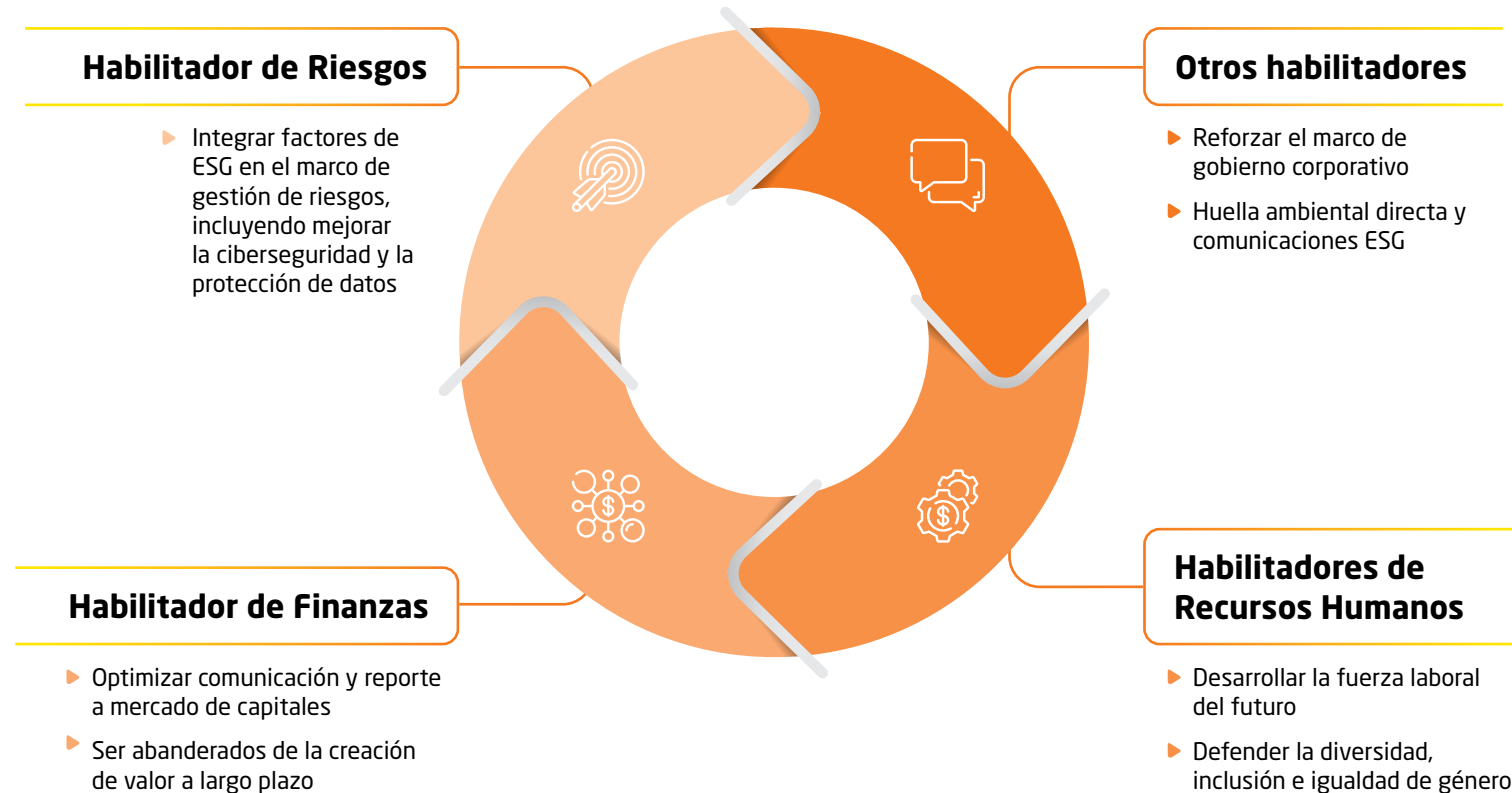 Habilitador de Riesgos
Integrar factores de
ESG en el marco de
gestión de riesgos,
incluyendo mejorar
la ciberseguridad y la
protección de datos
Otros habilitadores
Reforzar el marco de
gobierno corporativo
Huella ambiental directa y
comunicaciones ESG
$
$
Habilitador de Finanzas
Optimizar comunicación y reporte
a mercado de capitales
Ser abanderados de la creación
de valor a largo plazo
Habilitadores de
Recursos Humanos
Desarrollar la fuerza laboral
del futuro
Defender la diversidad,
inclusión e igualdad de género